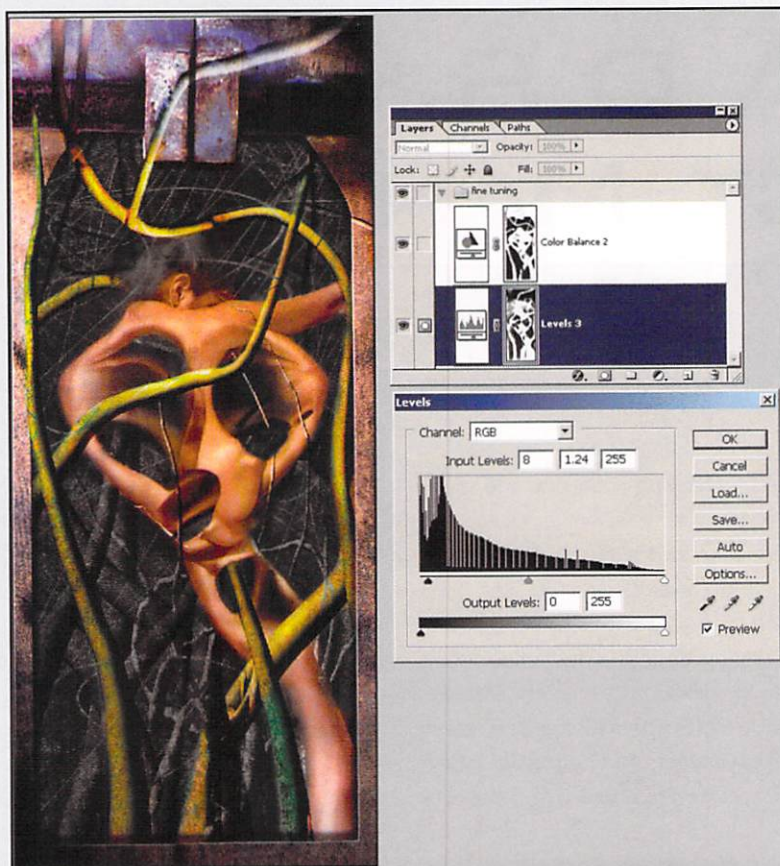 Layers Channels Paths
Normal Opacity: 100%
Lock: Fill: 100%
fine tuning
Color Balance 2
Levels 3
Levels
Channel: RGB
Input Levels: 8 1.24 255
Output Levels: 0 255
OK
Cancel
Load...
Save...
Auto
Options...
Preview